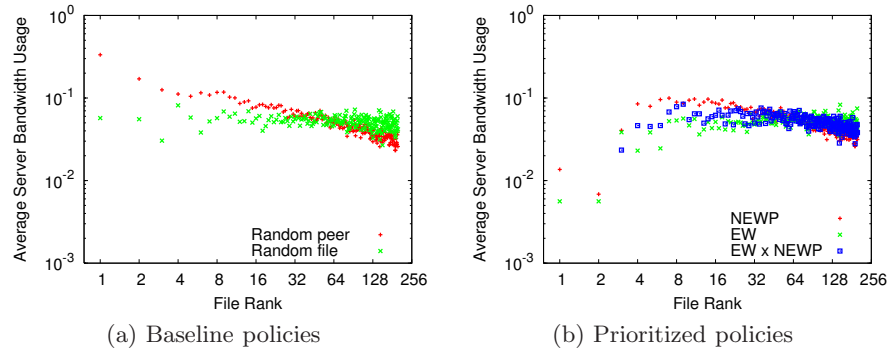 Average Server Bandwidth Usage
10^0
10^-1
10^-2
10^-3
Random peer
Random file
1 2 4 8 16 32 64 128 256
File Rank
(a) Baseline policies
Average Server Bandwidth Usage
10^0
10^-1
10^-2
10^-3
NEWP
EW
EW x NEWP
1 2 4 8 16 32 64 128 256
File Rank
(b) Prioritized policies